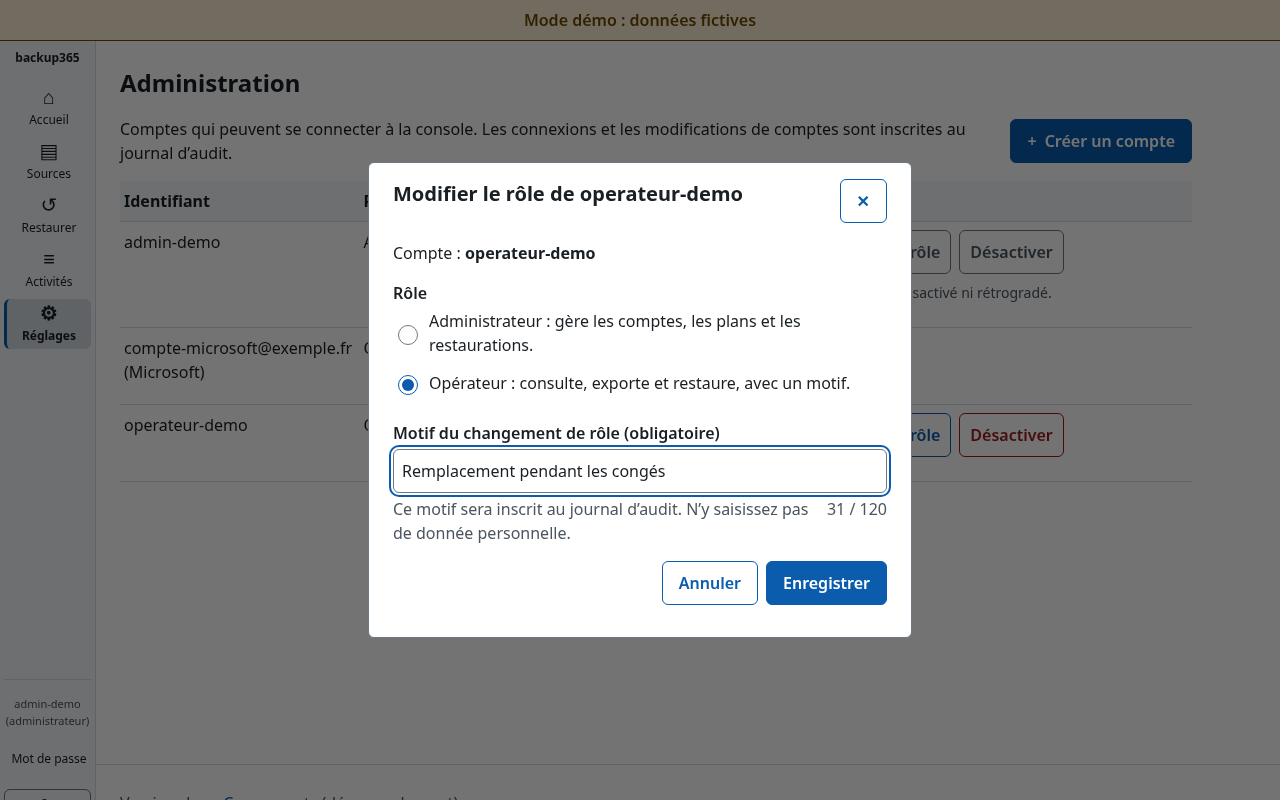 Mode démo : données fictives
backup365
Accueil
Sources
Restaurer
Activités
Réglages
admin-demo
(administrateur)
Mot de passe
Administration
Comptes qui peuvent se connecter à la console. Les connexions et les modifications de comptes sont inscrites au
journal d’audit.
+ Créer un compte
Identifiant
admin-demo
rôle
Désactiver
sactivé ni rétrogradé.
compte-microsoft@exemple.fr
(Microsoft)
operateur-demo
rôle
Désactiver
Modifier le rôle de operateur-demo
×
Compte : operateur-demo
Rôle
Administrateur : gère les comptes, les plans et les
restaurations.
Opérateur : consulte, exporte et restaure, avec un motif.
Motif du changement de rôle (obligatoire)
Remplacement pendant les congés
Ce motif sera inscrit au journal d’audit. N’y saisissez pas
de donnée personnelle.
31 / 120
Annuler
Enregistrer